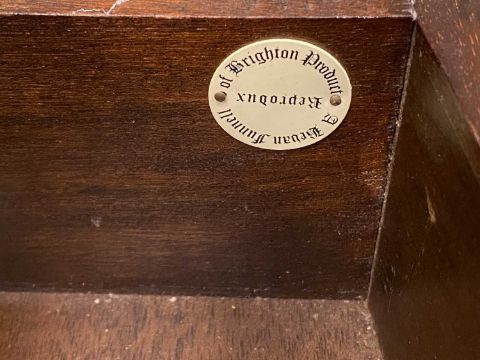 A Bevan Funnell
Reprodux
of Brighton Product